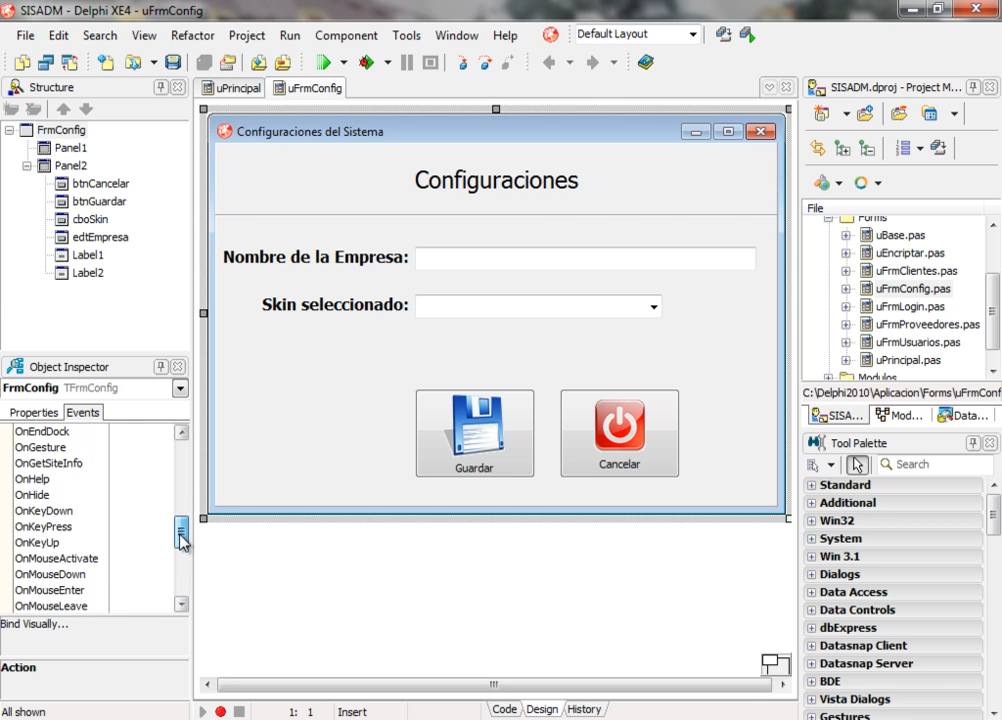 SISADM - Delphi XE4 - uFrmConfig
File Edit Search View Refactor Project Run Component Tools Window Help
Default Layout
Structure
FrmConfig
Panel1
Panel2
btnCancelar
btnGuardar
cboSkin
edtEmpresa
Label1
Label2
Object Inspector
FrmConfig TFrmConfig
Properties Events
OnEndDock
OnGesture
OnGetSiteInfo
OnHelp
OnHide
OnKeyDown
OnKeyPress
OnKeyUp
OnMouseActivate
OnMouseDown
OnMouseEnter
OnMouseLeave
Bind Visually...
Action
All shown
uPrincipal uFrmConfig
Configuraciones del Sistema
Configuraciones
Nombre de la Empresa:
Skin seleccionado:
Guardar
Cancelar
1: 1 Insert
Code Design History
SISADM.dproj - Project M...
File
Forms
uBase.pas
uEncriptar.pas
uFrmClientes.pas
uFrmConfig.pas
uFrmLogin.pas
uFrmProveedores.pas
uFrmUsuarios.pas
uPrincipal.pas
Modulos
C:\Delphi2010\Aplicacion\Forms\uFrmConf
SISA... Mod... Data...
Tool Palette
Search
Standard
Additional
Win32
System
Win 3.1
Dialogs
Data Access
Data Controls
dbExpress
Datasnap Client
Datasnap Server
BDE
Vista Dialogs
Gestures